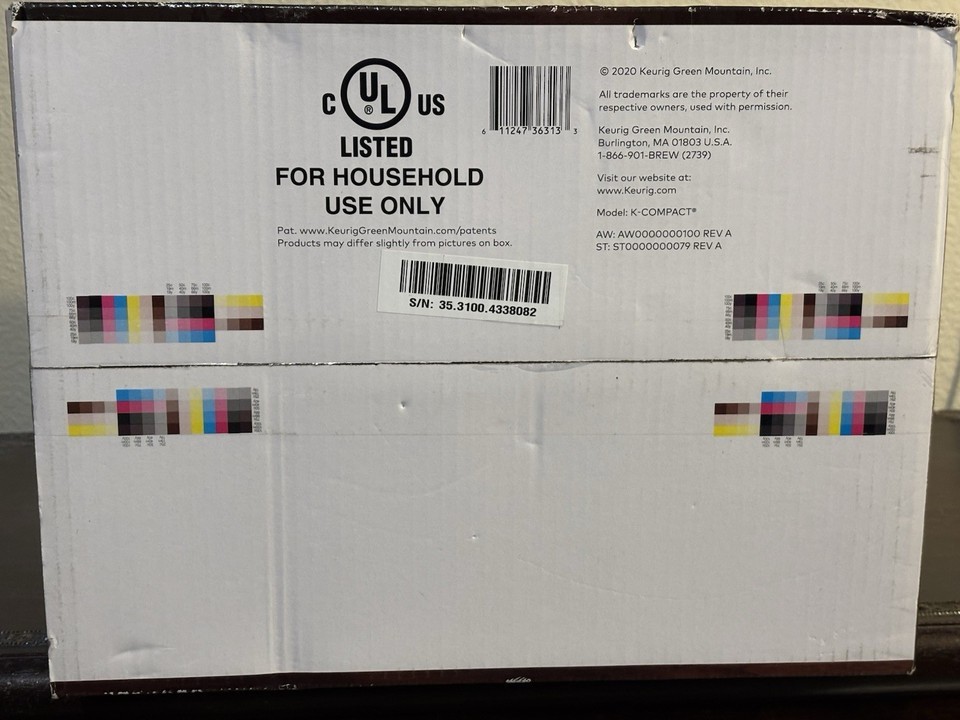 C UL ® US
LISTED
FOR HOUSEHOLD
USE ONLY
Pat. www.KeurigGreenMountain.com/patents
Products may differ slightly from pictures on box.
6 11247 36313 3
© 2020 Keurig Green Mountain, Inc.
All trademarks are the property of their
respective owners, used with permission.
Keurig Green Mountain, Inc.
Burlington, MA 01803 U.S.A.
1-866-901-BREW (2739)
Visit our website at:
www.Keurig.com
Model: K-COMPACT®
AW: AW0000000100 REV A
ST: ST0000000079 REV A
S/N: 35.3100.4338082